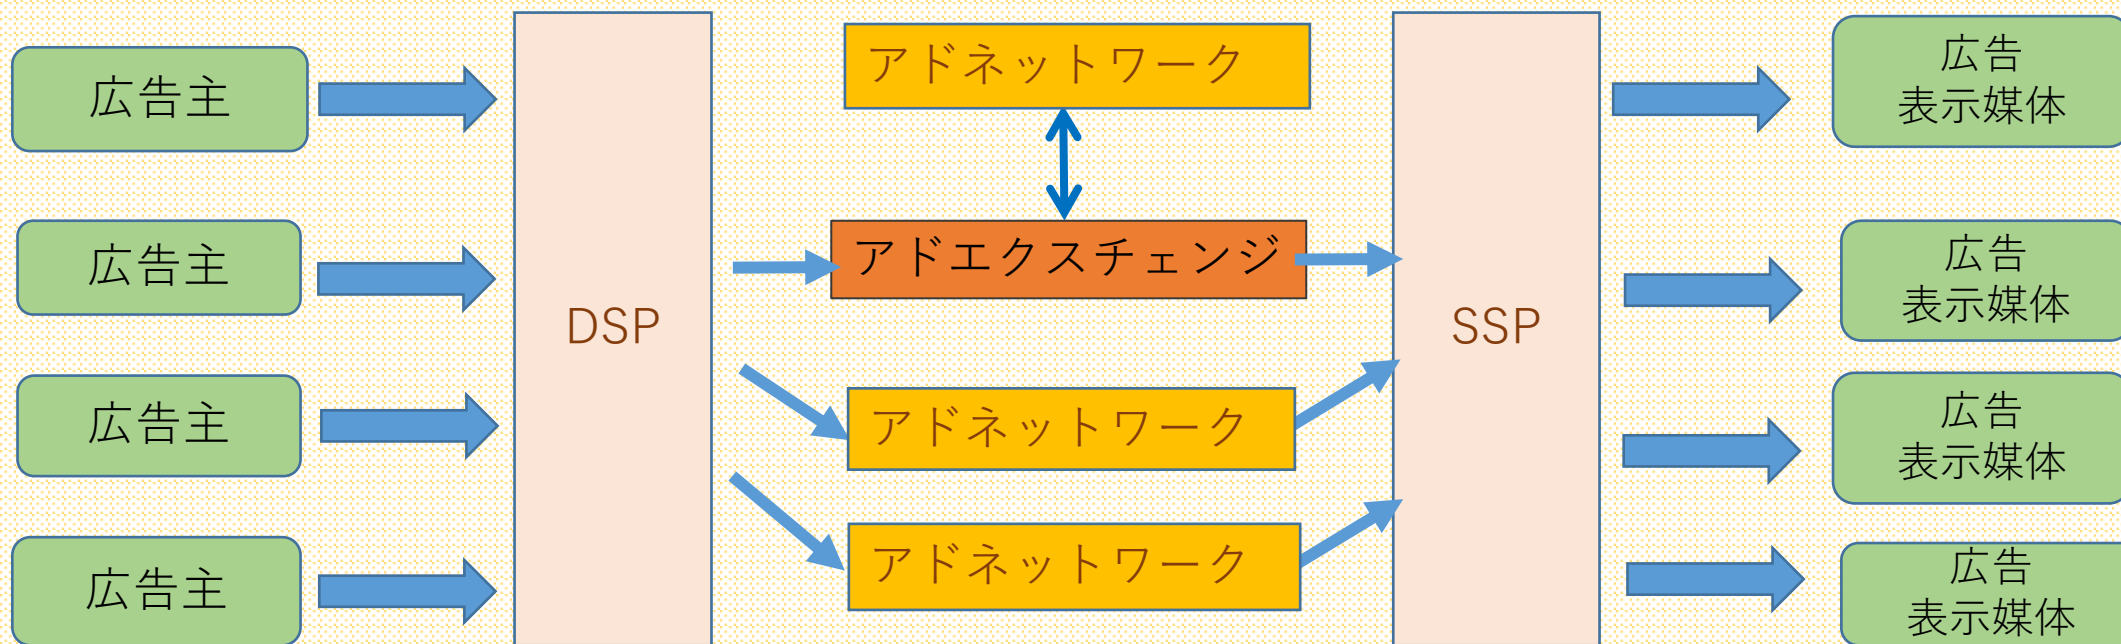 広告主
広告主
広告主
広告主
DSP
アドネットワーク
アドエクスチェンジ
アドネットワーク
アドネットワーク
SSP
広告
表示媒体
広告
表示媒体
広告
表示媒体
広告
表示媒体